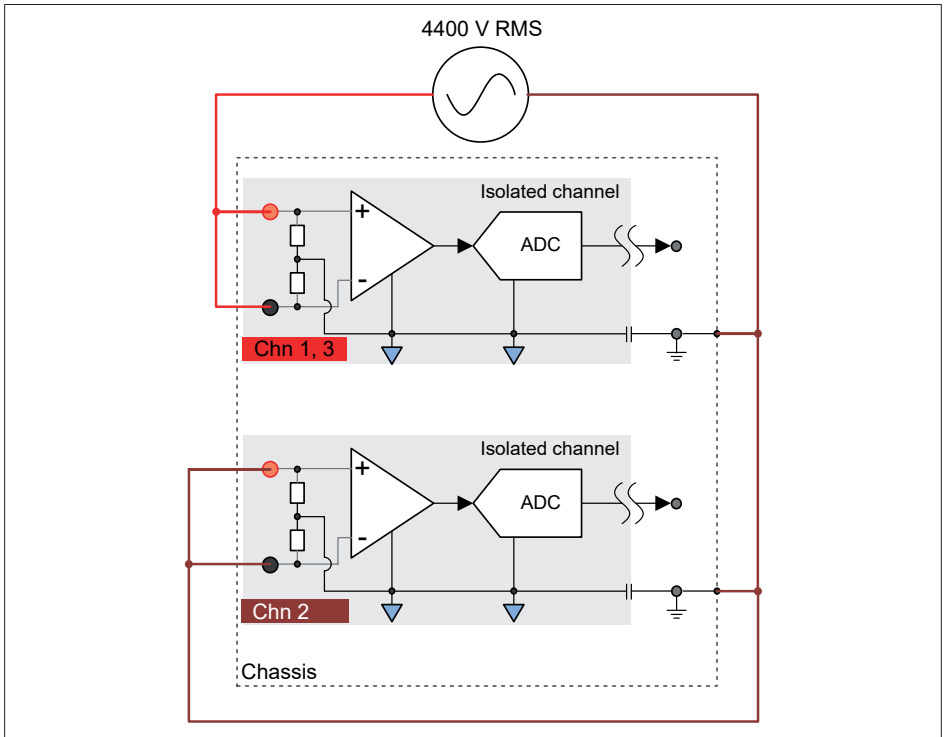 4400 V RMS
Isolated channel
+
ADC
-
Chn 1, 3
Isolated channel
+
ADC
-
Chn 2
Chassis